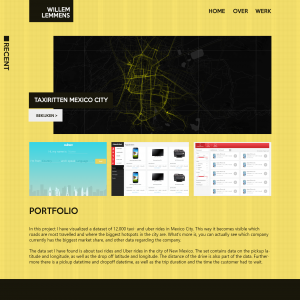 WILLEM
LEMMENS
HOME OVER WERK
RECENT
TAXIRITTEN MEXICO CITY
BEKIJKEN >
PORTFOLIO
In this project I have visualised a dataset of 12.000 taxi- and uber rides in Mexico City. This way it becomes visible which
roads are most travelled and where the biggest hotspots in the city are. What's more is, you can actually see which company
currently has the biggest market share, and other data regarding the company.
The data set I have found is about taxi rides and Uber rides in the city of New Mexico. The set contains data on the pickup la
titude and longitude, as well as the drop off latitude and longitude. The distance of the drive is also part of the data. Further
more there is a pickup datetime and dropoff datetime, as well as the trip duration and the time the customer had to wait.